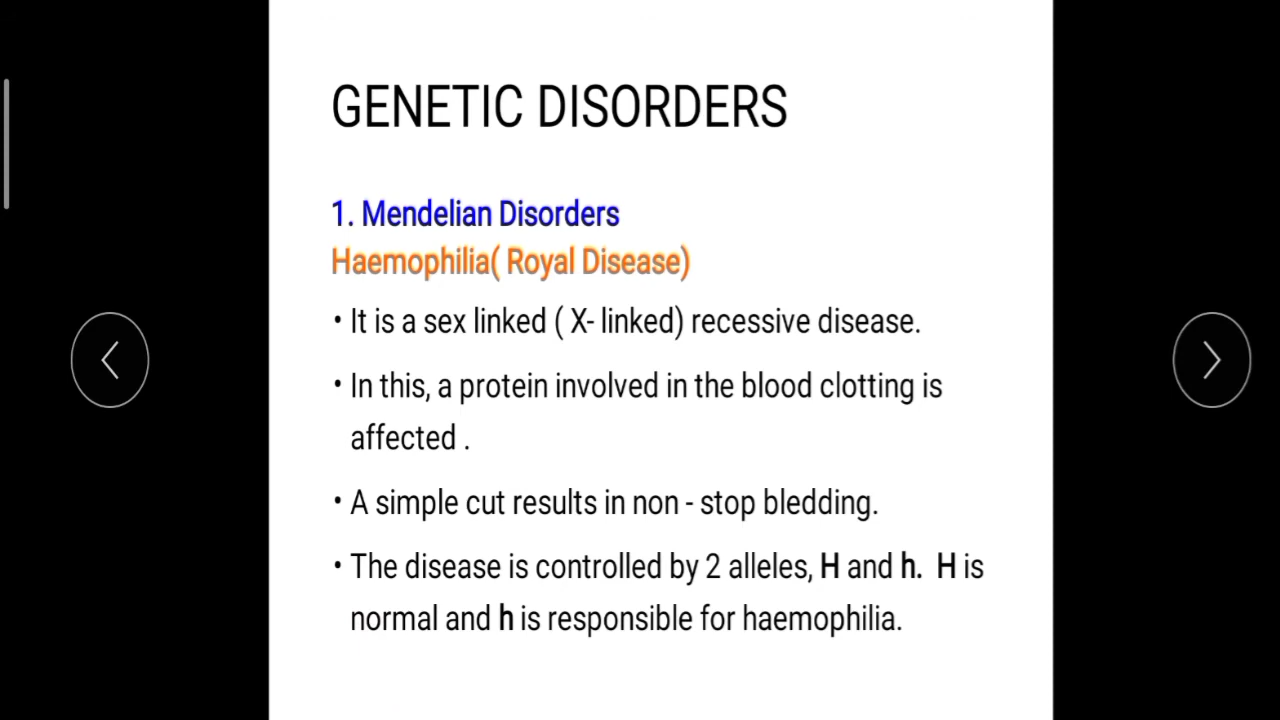 GENETIC DISORDERS
1. Mendelian Disorders
Haemophilia( Royal Disease)
• It is a sex linked ( X- linked) recessive disease.
• In this, a protein involved in the blood clotting is
affected .
• A simple cut results in non - stop bledding.
• The disease is controlled by 2 alleles, H and h. H is
normal and h is responsible for haemophilia.